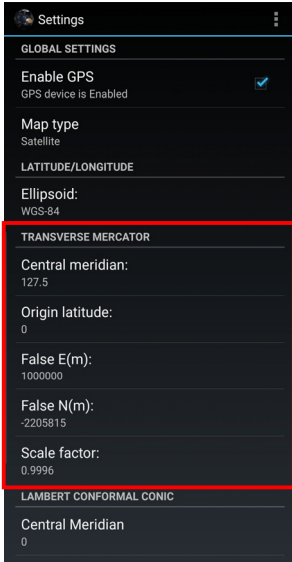 Settings
GLOBAL SETTINGS
Enable GPS
GPS device is Enabled
Map type
Satellite
LATITUDE/LONGITUDE
Ellipsoid:
WGS-84
TRANSVERSE MERCATOR
Central meridian:
127.5
Origin latitude:
0
False E(m):
1000000
False N(m):
-2205815
Scale factor:
0.9996
LAMBERT CONFORMAL CONIC
Central Meridian
0